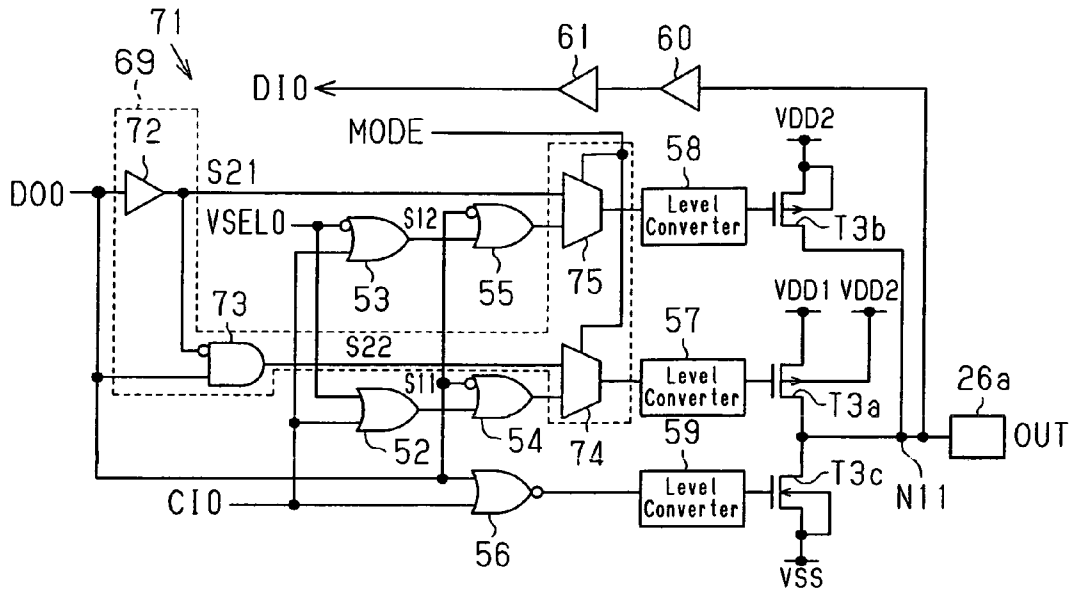 71
69
61
60
DI0
72
MODE
VDD2
58
DO0
S21
VSEL0
S12
Level
Converter
T3b
53
55
75
73
VDD1
VDD2
57
S22
S11
Level
Converter
26a
T3a
OUT
52
54
74
59
T3c
CI0
Level
Converter
N11
56
VSS